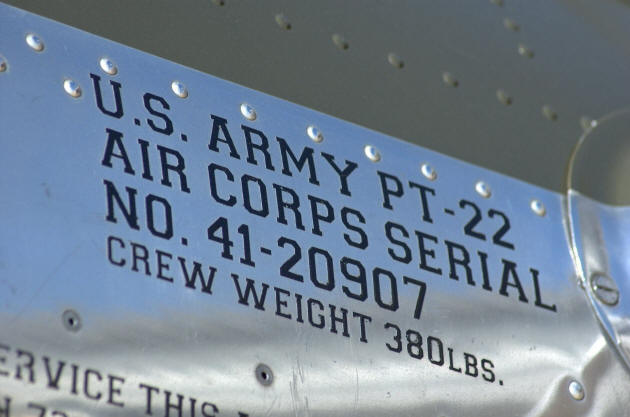 U.S. ARMY PT-22
AIR CORPS SERIAL
NO. 41-20907
CREW WEIGHT 380LBS.
SERVICE THIS